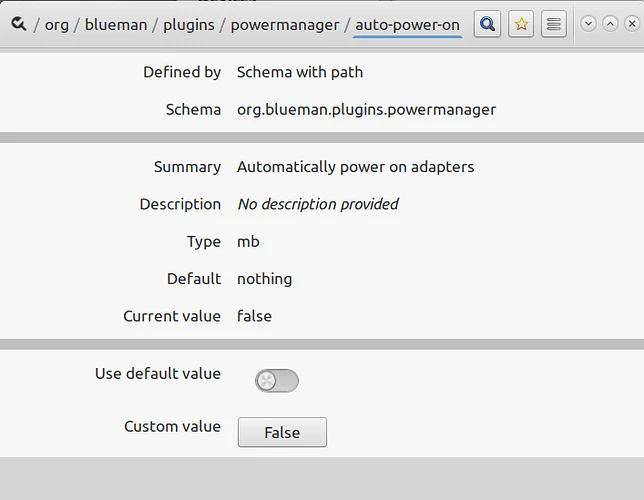 / org / blueman / plugins / powermanager / auto-power-on
Defined by Schema with path
Schema org.blueman.plugins.powermanager
Summary Automatically power on adapters
Description No description provided
Type mb
Default nothing
Current value false
Use default value
Custom value False